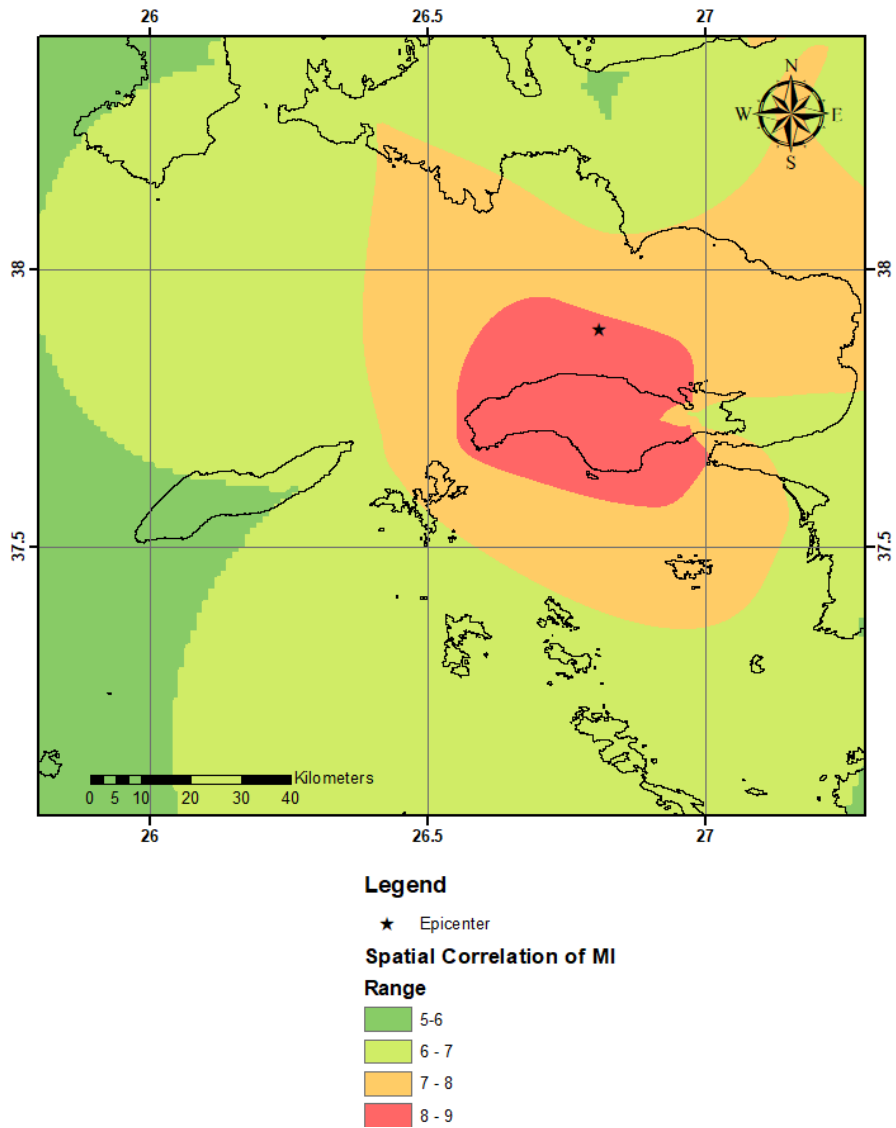 26 26.5 27
N
W E
S
38 38
37.5 37.5
Kilometers
0 5 10 20 30 40
26 26.5 27
Legend
Epicenter
Spatial Correlation of MI
Range
5-6
6 - 7
7 - 8
8 - 9